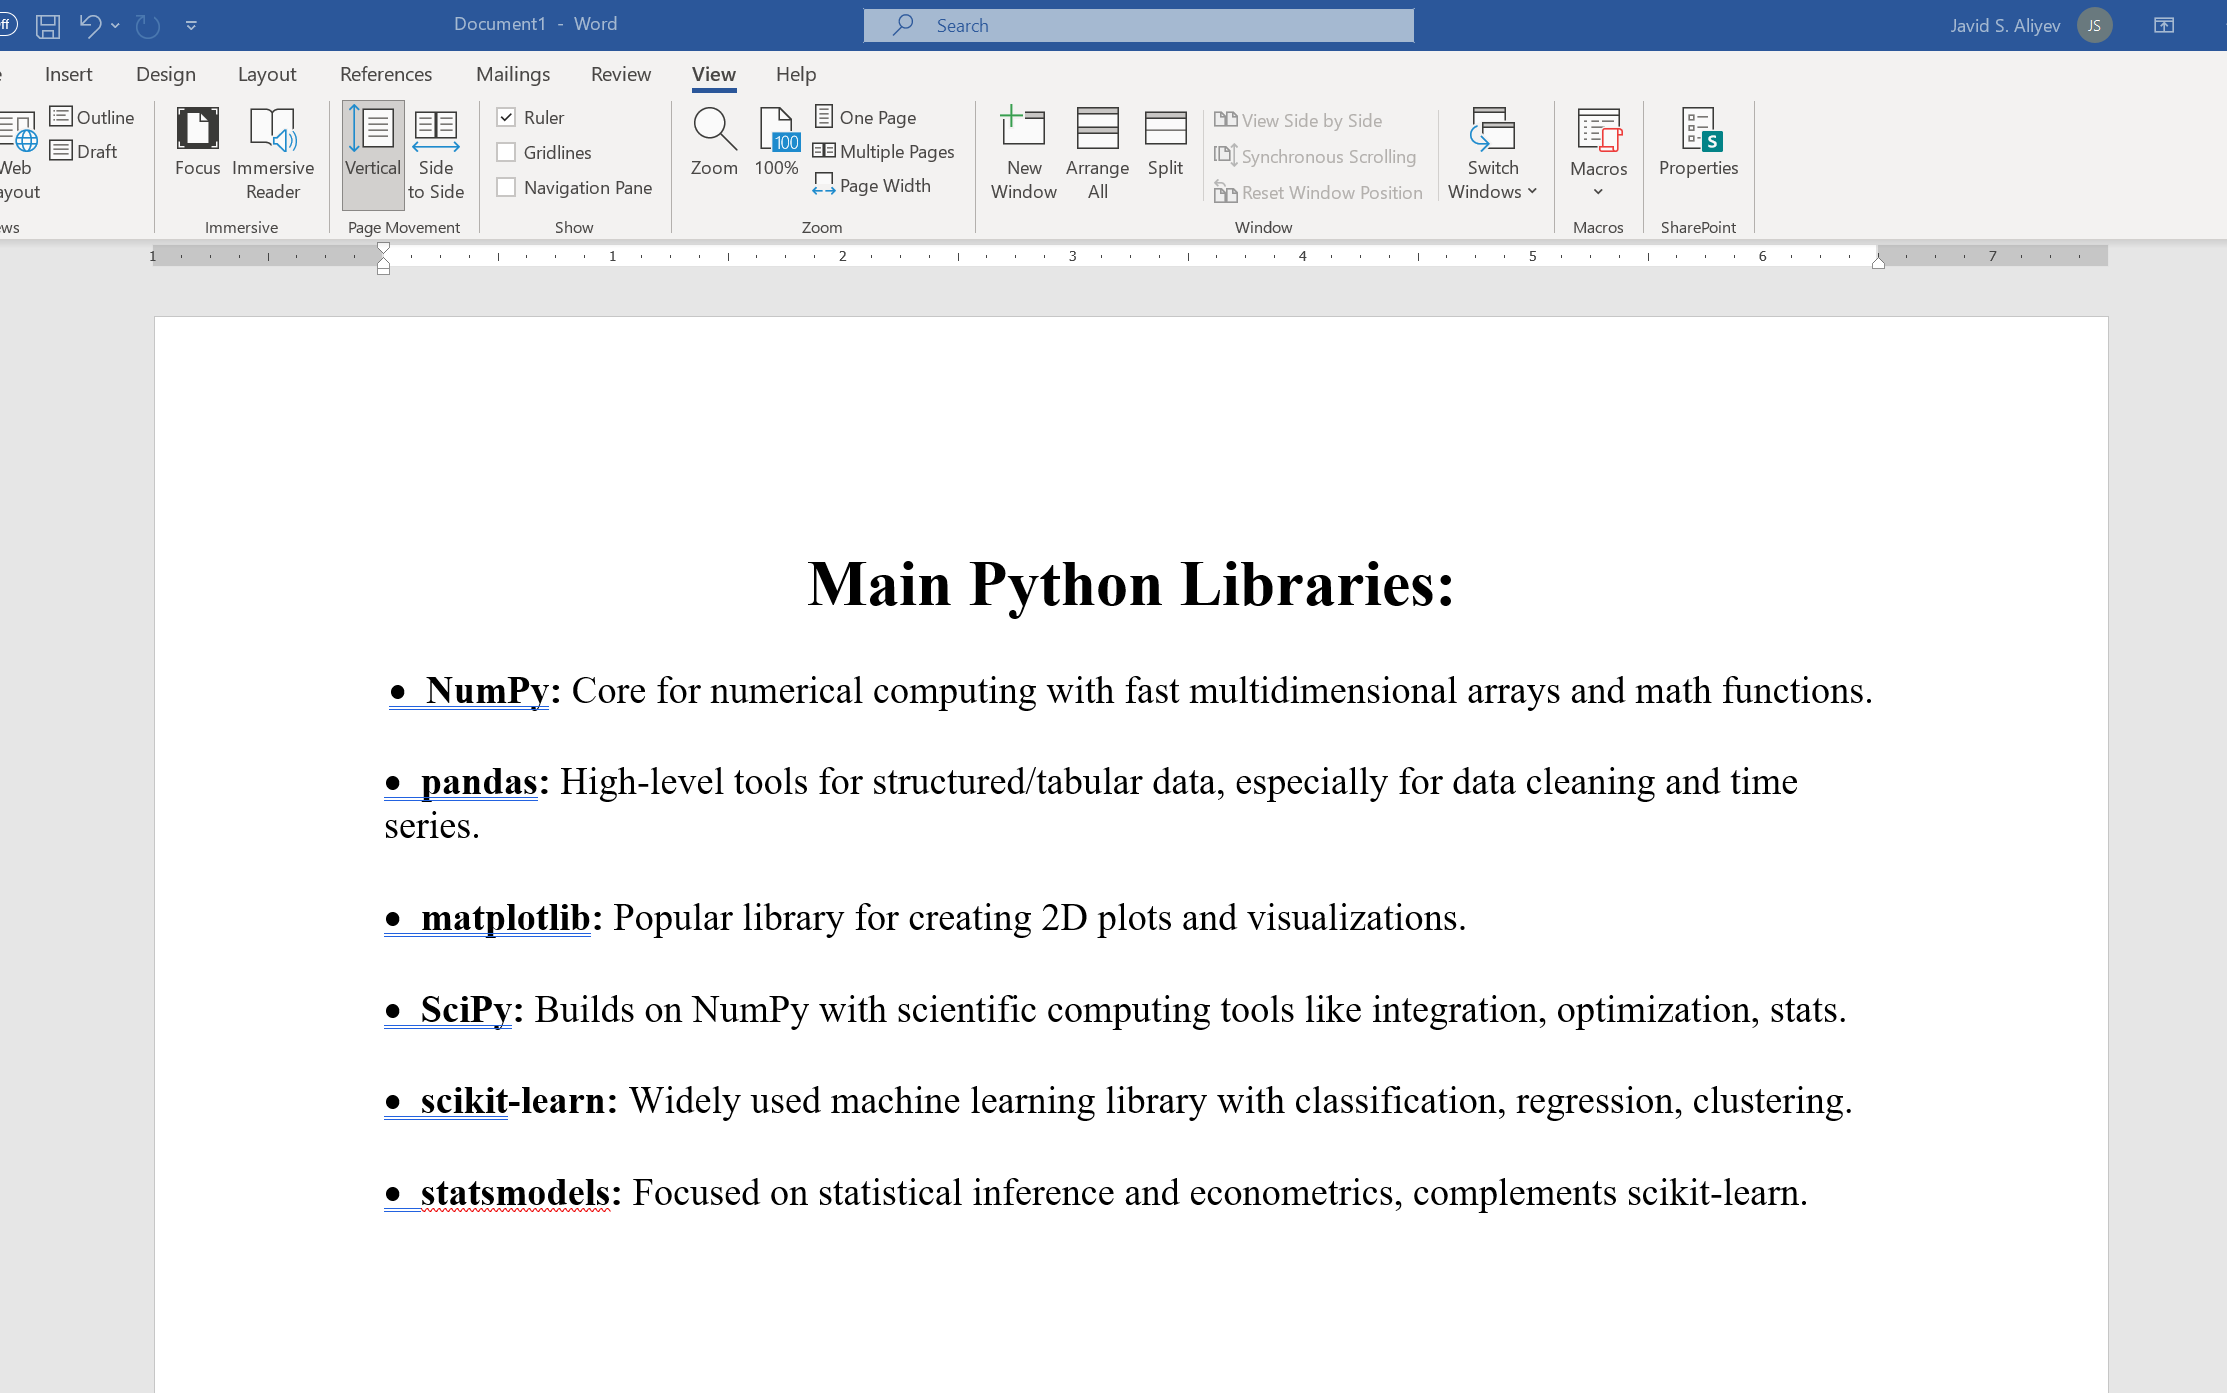 ff Document1 - Word Search Javid S. Aliyev JS
Insert Design Layout References Mailings Review View Help
Outline
Draft
Web
ayout
ews
Focus
Immersive
Reader
Immersive
Vertical
Side
to Side
Page Movement
Ruler
Gridlines
Navigation Pane
Show
Zoom
100
100%
One Page
Multiple Pages
Page Width
Zoom
New
Window
Arrange
All
Split
View Side by Side
Synchronous Scrolling
Reset Window Position
Switch
Windows
Window
Macros
Macros
S
Properties
SharePoint
1 1 2 3 4 5 6 7
Main Python Libraries:
• NumPy: Core for numerical computing with fast multidimensional arrays and math functions.
• pandas: High-level tools for structured/tabular data, especially for data cleaning and time
series.
• matplotlib: Popular library for creating 2D plots and visualizations.
• SciPy: Builds on NumPy with scientific computing tools like integration, optimization, stats.
• scikit-learn: Widely used machine learning library with classification, regression, clustering.
• statsmodels: Focused on statistical inference and econometrics, complements scikit-learn.